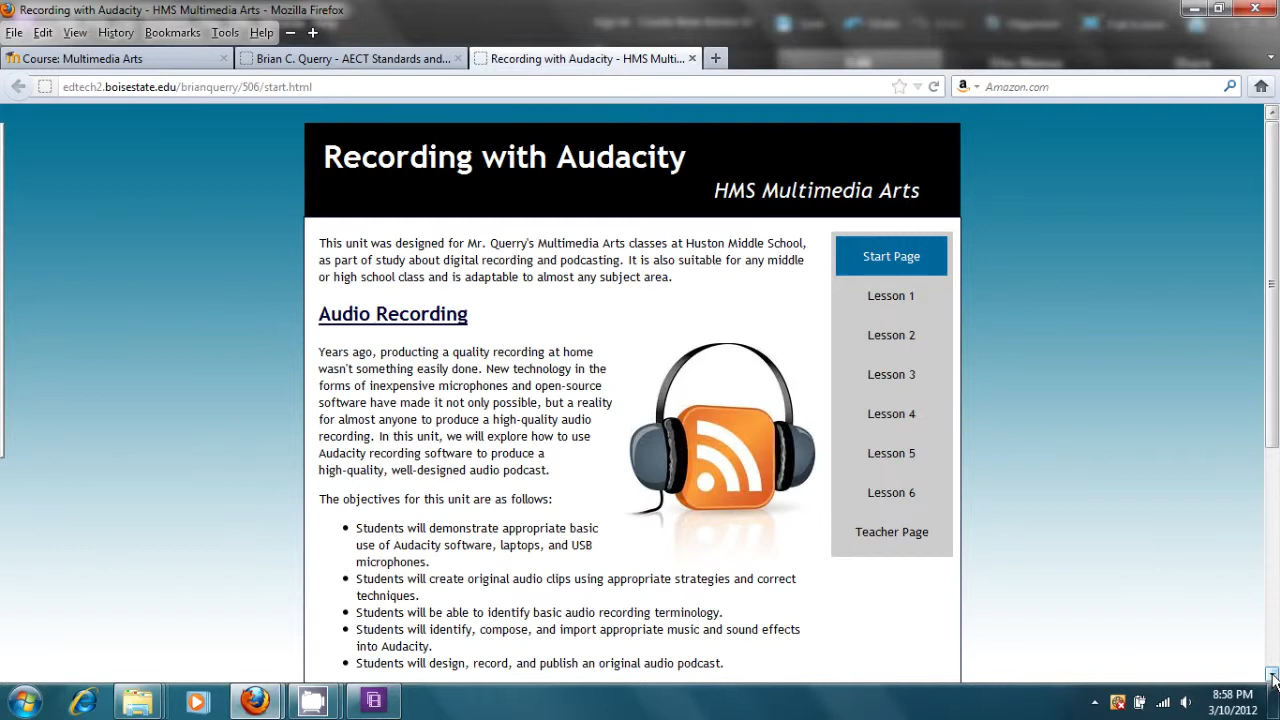 Recording with Audacity - HMS Multimedia Arts - Mozilla Firefox
File Edit View History Bookmarks Tools Help
Course: Multimedia Arts
Brian C. Querry - AECT Standards and...
Recording with Audacity - HMS Multi...
edtech2.boisestate.edu/brianquerry/506/start.html
Amazon.com
Recording with Audacity
HMS Multimedia Arts
This unit was designed for Mr. Querry's Multimedia Arts classes at Huston Middle School,
as part of study about digital recording and podcasting. It is also suitable for any middle
or high school class and is adaptable to almost any subject area.
Audio Recording
Years ago, producting a quality recording at home
wasn't something easily done. New technology in the
forms of inexpensive microphones and open-source
software have made it not only possible, but a reality
for almost anyone to produce a high-quality audio
recording. In this unit, we will explore how to use
Audacity recording software to produce a
high-quality, well-designed audio podcast.
The objectives for this unit are as follows:
Students will demonstrate appropriate basic
use of Audacity software, laptops, and USB
microphones.
Students will create original audio clips using appropriate strategies and correct
techniques.
Students will be able to identify basic audio recording terminology.
Students will identify, compose, and import appropriate music and sound effects
into Audacity.
Students will design, record, and publish an original audio podcast.
Start Page
Lesson 1
Lesson 2
Lesson 3
Lesson 4
Lesson 5
Lesson 6
Teacher Page
8:58 PM
3/10/2012